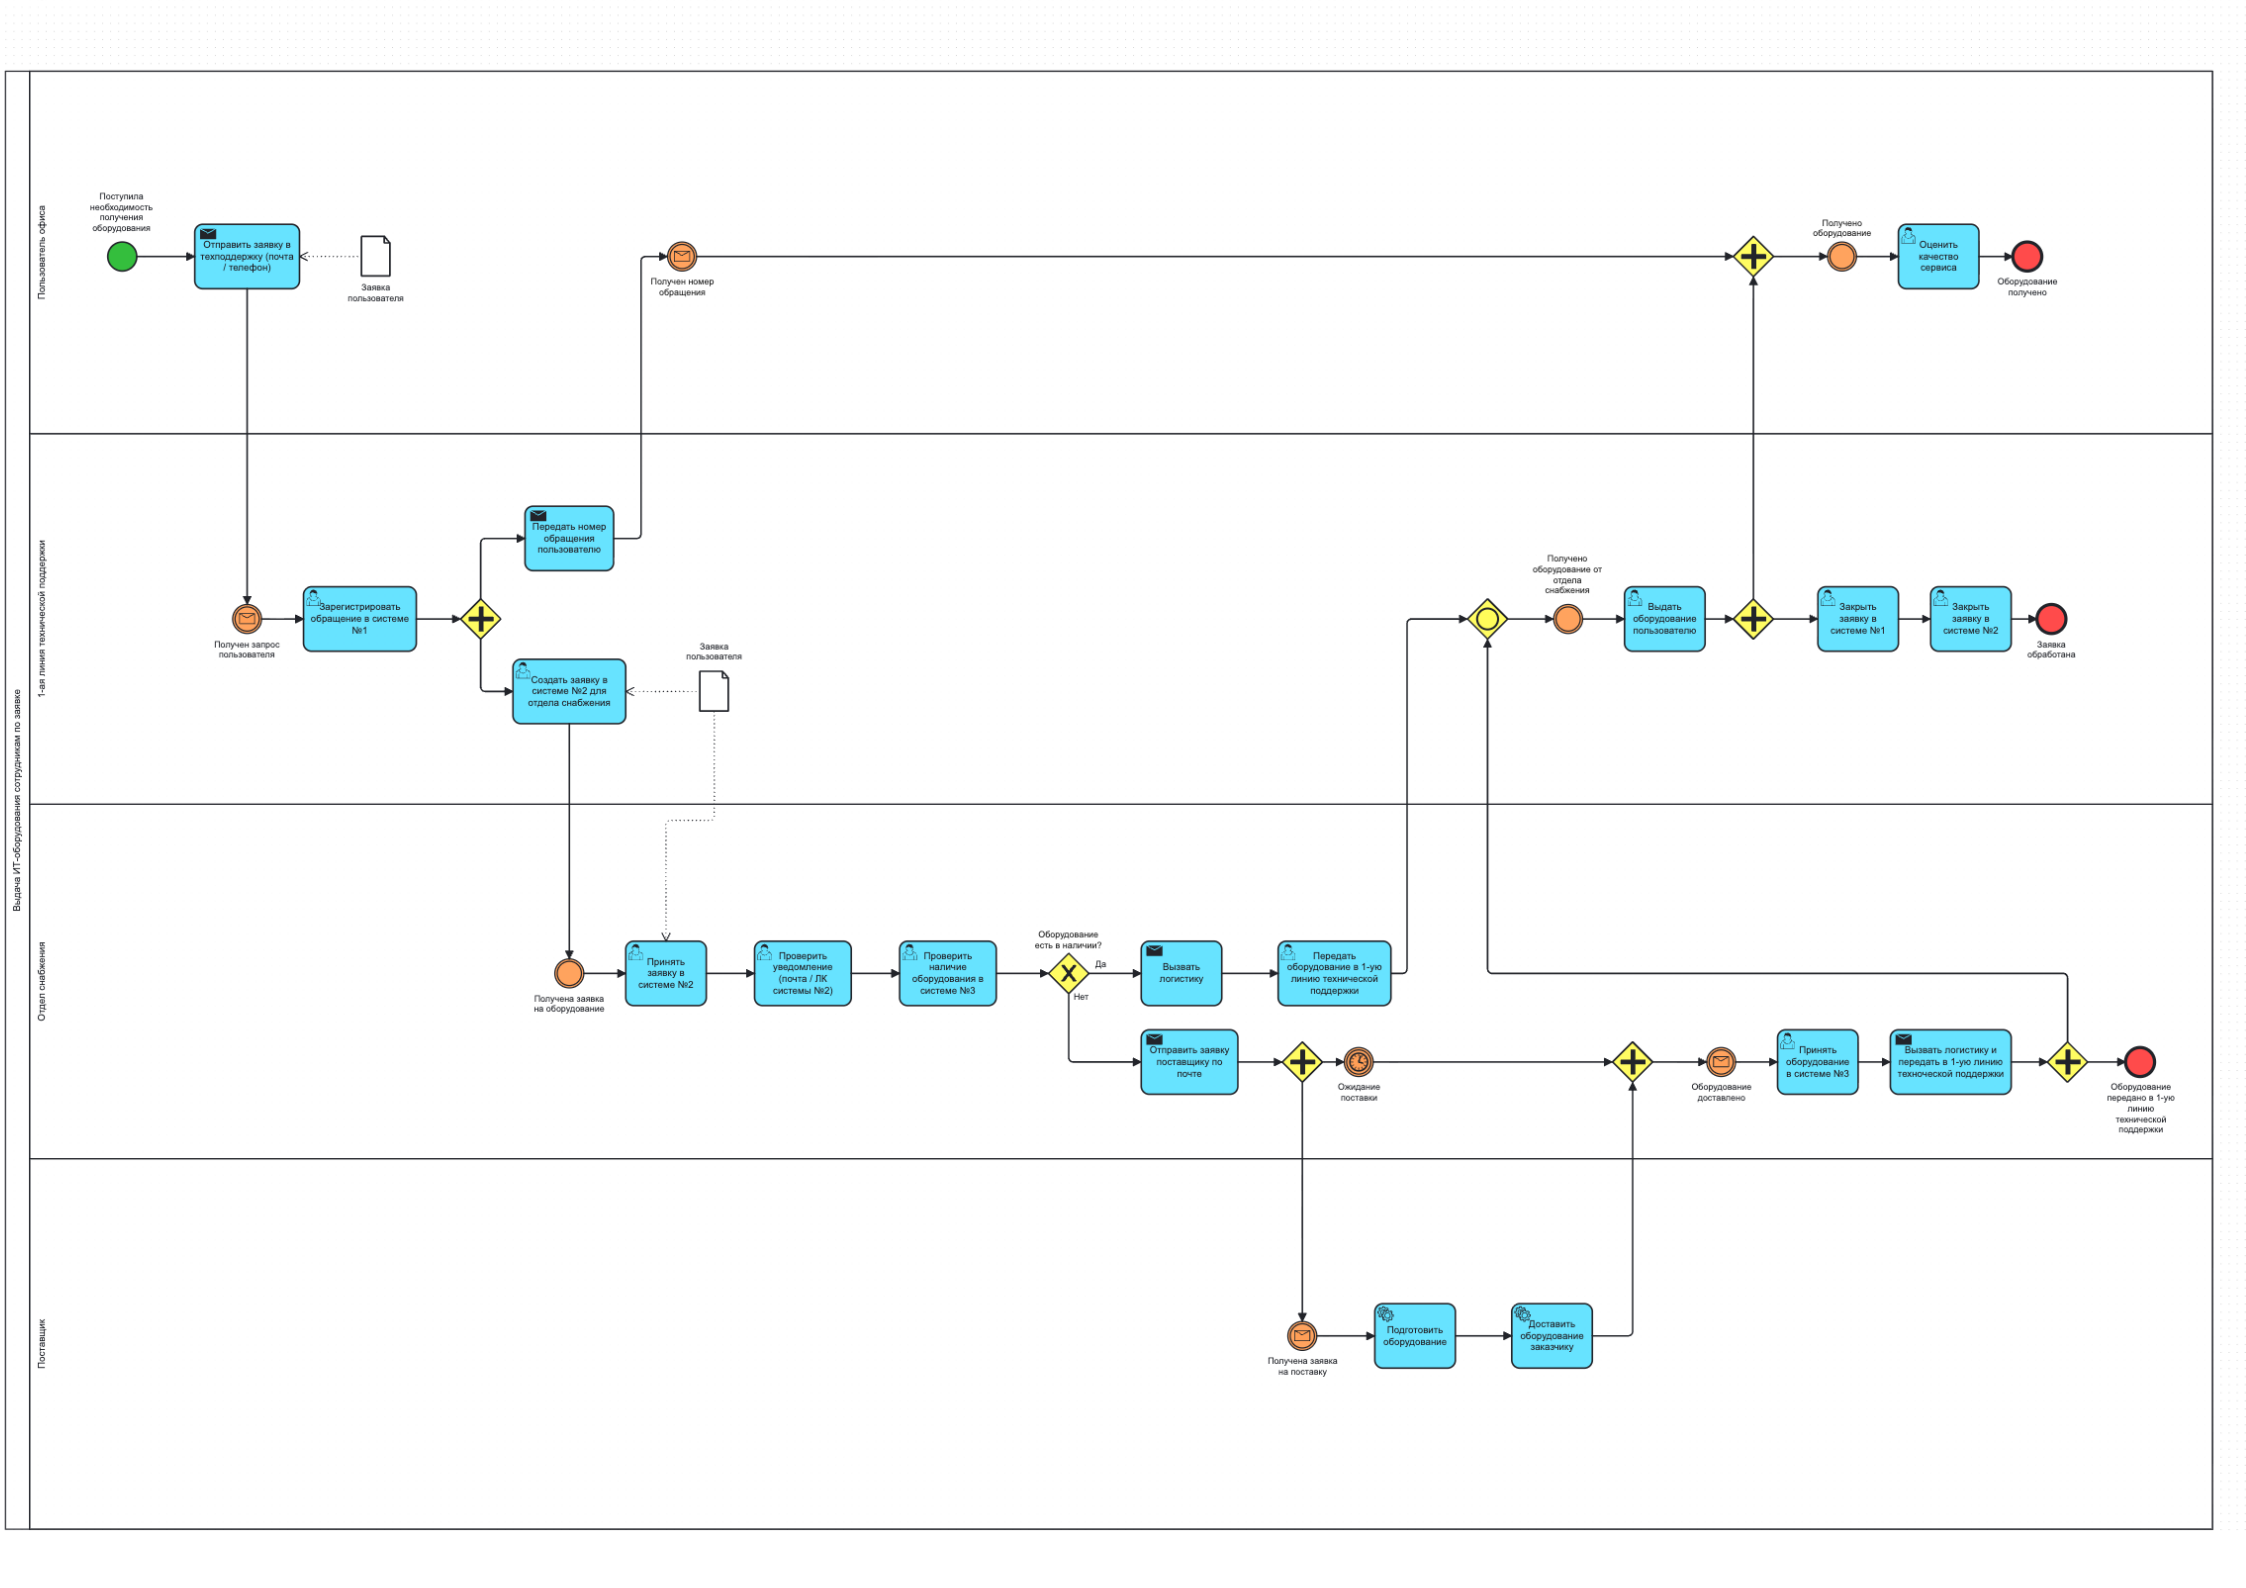 Выдача ИТ-оборудования сотрудникам по заявке
Пользователь офиса
Поступила
необходимость
получения
оборудования
Отправить заявку в
техподдержку (почта
/ телефон)
Заявка
пользователя
Получен номер
обращения
Получено
оборудование
Оценить
качество
сервиса
Оборудование
получено
1-ая линия технической поддержки
Получен запрос
пользователя
Зарегистрировать
обращение в системе
№1
Передать номер
обращения
пользователю
Создать заявку в
системе №2 для
отдела снабжения
Заявка
пользователя
Получено
оборудование от
отдела
снабжения
Выдать
оборудование
пользователю
Закрыть
заявку в
системе №1
Закрыть
заявку в
системе №2
Заявка
обработана
Отдел снабжения
Получена заявка
на оборудование
Принять
заявку в
системе №2
Проверить
уведомление
(почта / ЛК
системы №2)
Проверить
наличие
оборудования в
системе №3
Оборудование
есть в наличии?
Да
Нет
Вызвать
логистику
Передать
оборудование в 1-ую
линию технической
поддержки
Отправить заявку
поставщику по
почте
Ожидание
поставки
Оборудование
доставлено
Принять
оборудование
в системе №3
Вызвать логистику и
передать в 1-ую линию
техночеcкой поддержки
Оборудование
передано в 1-ую
линию
технической
поддержки
Поставщик
Получена заявка
на поставку
Подготовить
оборудование
Доставить
оборудование
заказчику